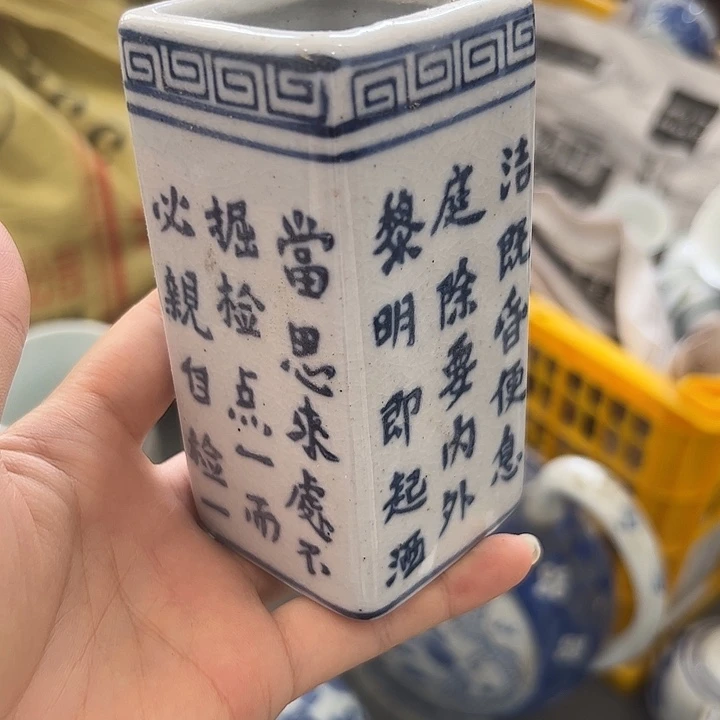 黎明即起酒
庭除要内外
洁既昏便息
必親自检一
掘检点一而
當思來處不